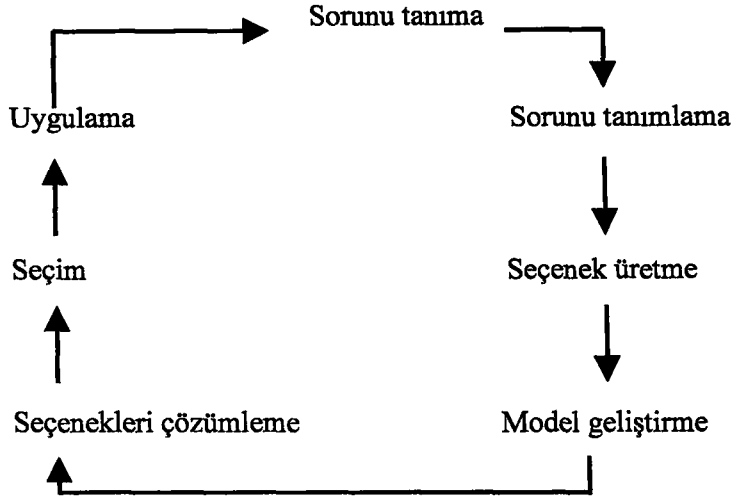 Sorunu tanıma
Uygulama
Sorunu tanımlama
Seçim
Seçenek üretme
Seçenekleri çözümleme
Model geliştirme